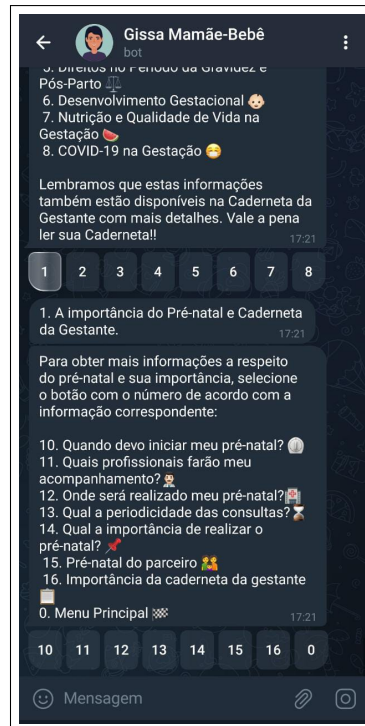 Gissa Mamãe-Bebê
bot
5. Direitos no Período da Gravidez e
Pós-Parto
6. Desenvolvimento Gestacional
7. Nutrição e Qualidade de Vida na
Gestação
8. COVID-19 na Gestação
Lembramos que estas informações
também estão disponíveis na Caderneta da
Gestante com mais detalhes. Vale a pena
ler sua Caderneta!!
17:21
1 2 3 4 5 6 7 8
1. A importância do Pré-natal e Caderneta
da Gestante.
17:21
Para obter mais informações a respeito
do pré-natal e sua importância, selecione
o botão com o número de acordo com a
informação correspondente:
10. Quando devo iniciar meu pré-natal?
11. Quais profissionais farão meu
acompanhamento?
12. Onde será realizado meu pré-natal?
13. Qual a periodicidade das consultas?
14. Qual a importância de realizar o
pré-natal?
15. Pré-natal do parceiro
16. Importância da caderneta da gestante
0. Menu Principal
17:21
10 11 12 13 14 15 16 0
Mensagem